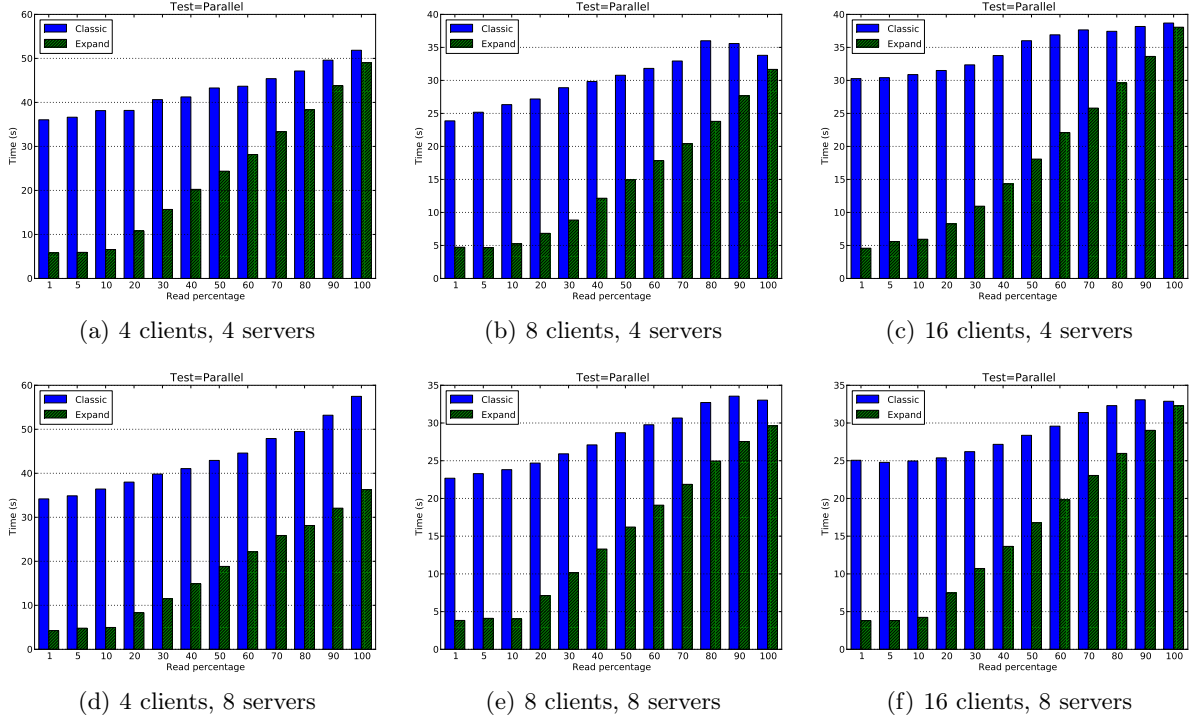 Test=Parallel
Classic
Expand
Time (s)
60
50
40
30
20
10
0
1 5 10 20 30 40 50 60 70 80 90 100
Read percentage
(a) 4 clients, 4 servers
Test=Parallel
Classic
Expand
Time (s)
40
35
30
25
20
15
10
5
0
1 5 10 20 30 40 50 60 70 80 90 100
Read percentage
(b) 8 clients, 4 servers
Test=Parallel
Classic
Expand
Time (s)
40
35
30
25
20
15
10
5
0
1 5 10 20 30 40 50 60 70 80 90 100
Read percentage
(c) 16 clients, 4 servers
Test=Parallel
Classic
Expand
Time (s)
60
50
40
30
20
10
0
1 5 10 20 30 40 50 60 70 80 90 100
Read percentage
(d) 4 clients, 8 servers
Test=Parallel
Classic
Expand
Time (s)
35
30
25
20
15
10
5
0
1 5 10 20 30 40 50 60 70 80 90 100
Read percentage
(e) 8 clients, 8 servers
Test=Parallel
Classic
Expand
Time (s)
35
30
25
20
15
10
5
0
1 5 10 20 30 40 50 60 70 80 90 100
Read percentage
(f) 16 clients, 8 servers